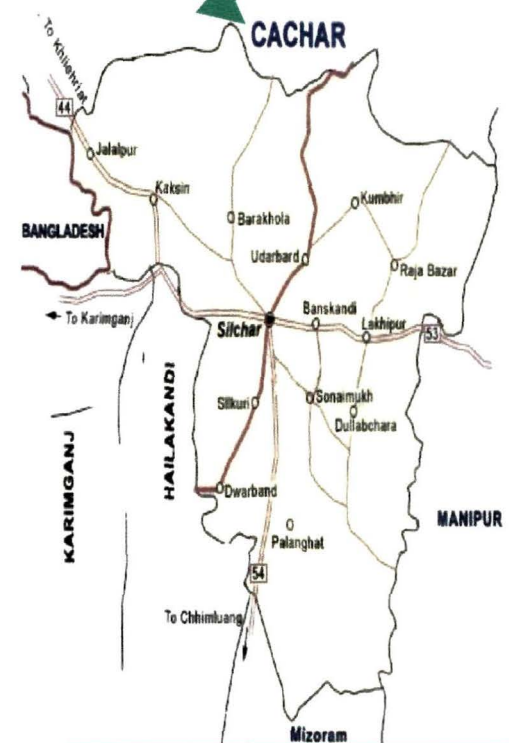 CACHAR
To Khliehriat
44
Jalalpur
Kaksin
Kumbhir
Barakhola
BANGLADESH
Udarbard
Raja Bazar
Banskandi
To Karimganj
Silchar
Lakhipur
53
HAILAKANDI
Silkuri
Sonaimukh
Dullabchara
KARIMGANJ
Dwarband
MANIPUR
Palanghat
54
To Chhimluang
Mizoram